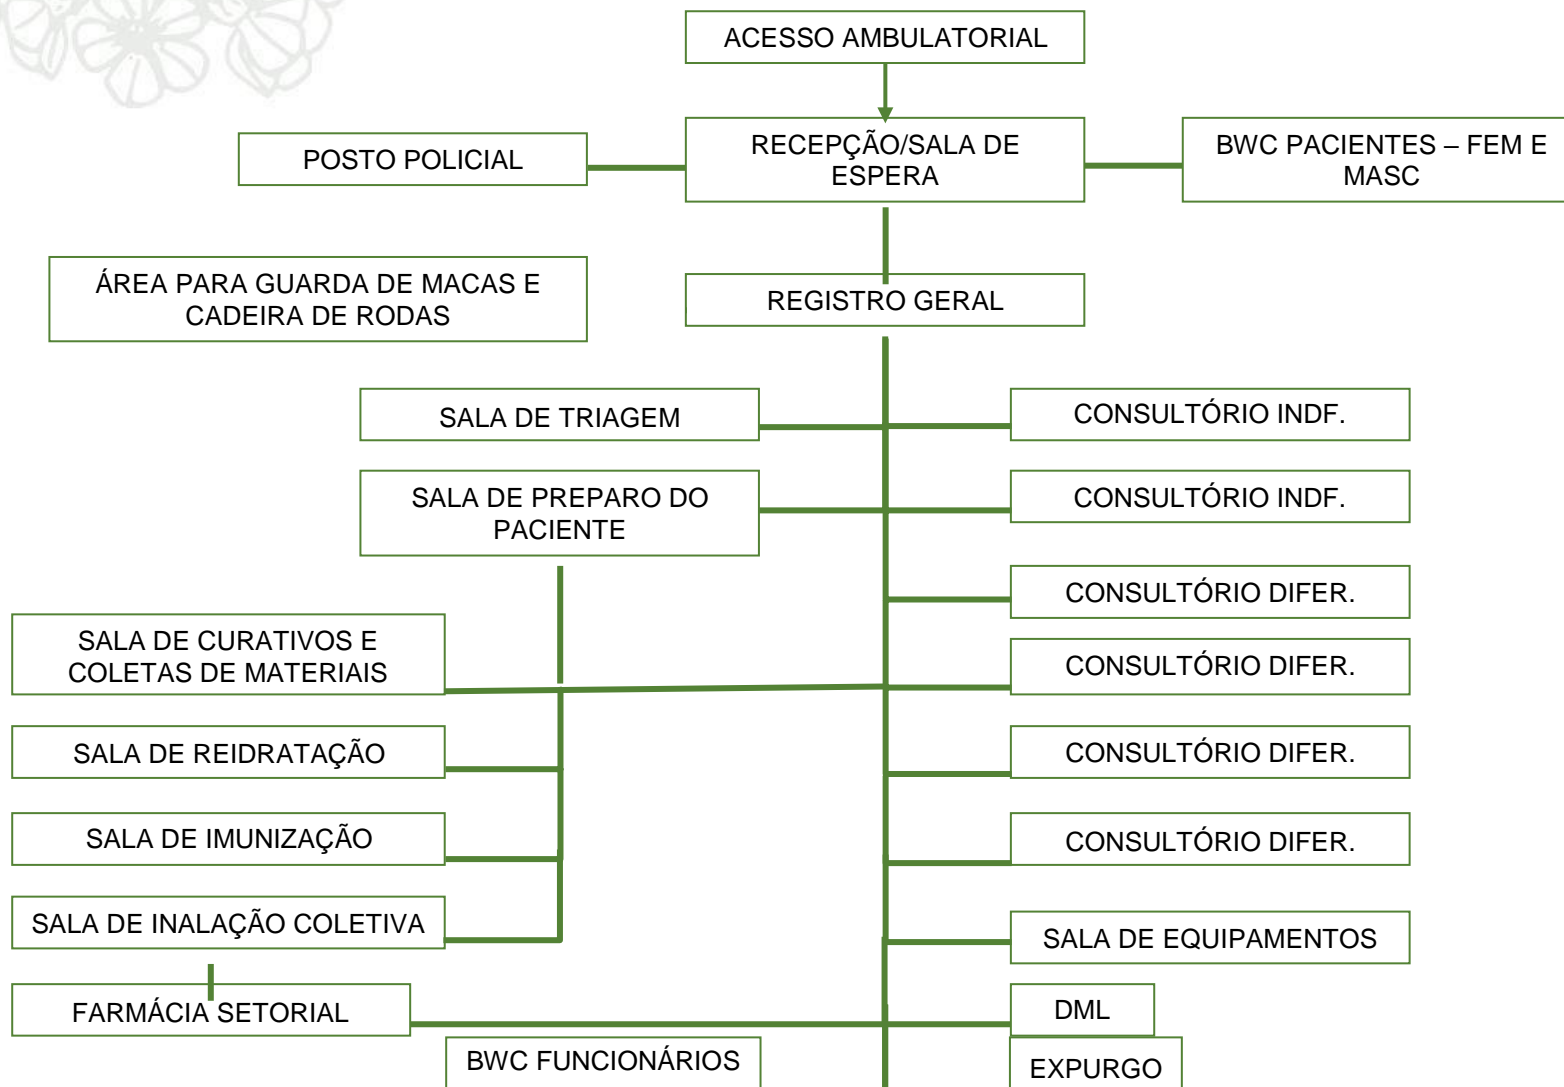 ACESSO AMBULATORIAL
POSTO POLICIAL
RECEPÇÃO/SALA DE
ESPERA
BWC PACIENTES – FEM E
MASC
ÁREA PARA GUARDA DE MACAS E
CADEIRA DE RODAS
REGISTRO GERAL
SALA DE TRIAGEM
CONSULTÓRIO INDF.
SALA DE PREPARO DO
PACIENTE
CONSULTÓRIO INDF.
CONSULTÓRIO DIFER.
SALA DE CURATIVOS E
COLETAS DE MATERIAIS
CONSULTÓRIO DIFER.
SALA DE REIDRATAÇÃO
CONSULTÓRIO DIFER.
SALA DE IMUNIZAÇÃO
CONSULTÓRIO DIFER.
SALA DE INALAÇÃO COLETIVA
SALA DE EQUIPAMENTOS
FARMÁCIA SETORIAL
DML
BWC FUNCIONÁRIOS
EXPURGO